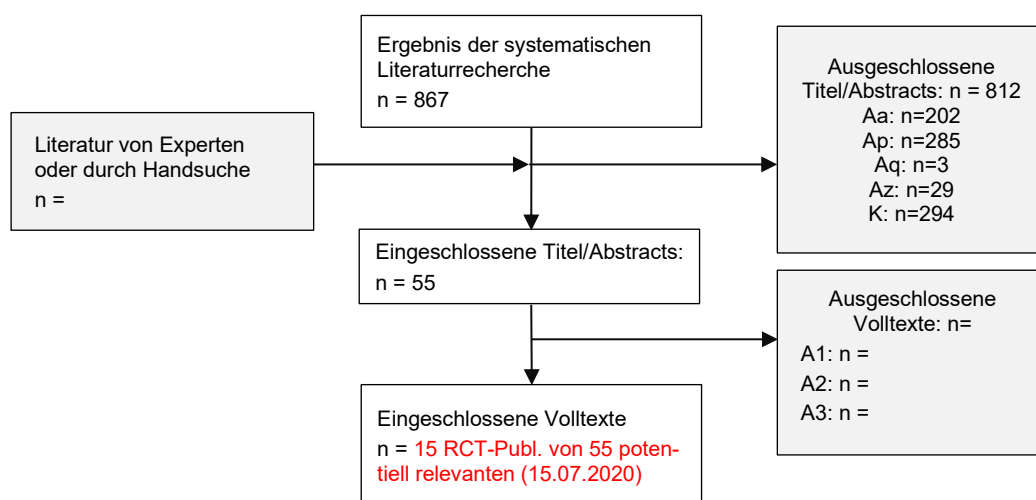 Ergebnis der systematischen
Literaturrecherche
n = 867
Ausgeschlossene
Titel/Abstracts: n = 812
Aa: n=202
Ap: n=285
Aq: n=3
Az: n=29
K: n=294
Literatur von Experten
oder durch Handsuche
n =
Eingeschlossene Titel/Abstracts:
n = 55
Ausgeschlossene
Volltexte: n=
A1: n =
A2: n =
A3: n =
Eingeschlossene Volltexte
n = 15 RCT-Publ. von 55 poten-
tiell relevanten (15.07.2020)